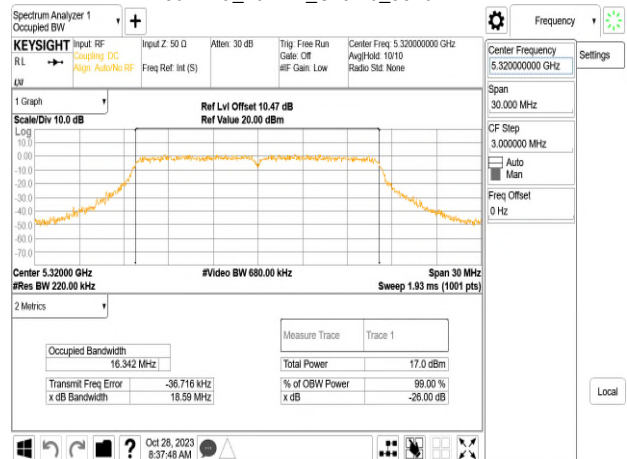 Spectrum Analyzer 1
Occupied BW
Frequency
KEYSIGHT
Input: RF
Coupling: DC
Align: Auto/No RF
Input Z: 50 Ω
Freq Ref: Int (S)
Atten: 30 dB
Trig: Free Run
Gate: Off
#IF Gain: Low
Center Freq: 5.320000000 GHz
Avg|Hold: 10/10
Radio Std: None
RL
Center Frequency
5.320000000 GHz
Settings
Span
30.000 MHz
CF Step
3.000000 MHz
Auto
Man
Freq Offset
0 Hz
1 Graph
Scale/Div 10.0 dB
Ref Lvl Offset 10.47 dB
Ref Value 20.00 dBm
Log
10.0
0.00
-10.0
-20.0
-30.0
-40.0
-50.0
-60.0
-70.0
Center 5.32000 GHz
#Res BW 220.00 kHz
#Video BW 680.00 kHz
Span 30 MHz
Sweep 1.93 ms (1001 pts)
2 Metrics
Measure Trace
Trace 1
Occupied Bandwidth
16.342 MHz
Total Power
17.0 dBm
Transmit Freq Error
-36.716 kHz
% of OBW Power
99.00 %
x dB Bandwidth
18.59 MHz
x dB
-26.00 dB
Local
Oct 28, 2023
8:37:48 AM